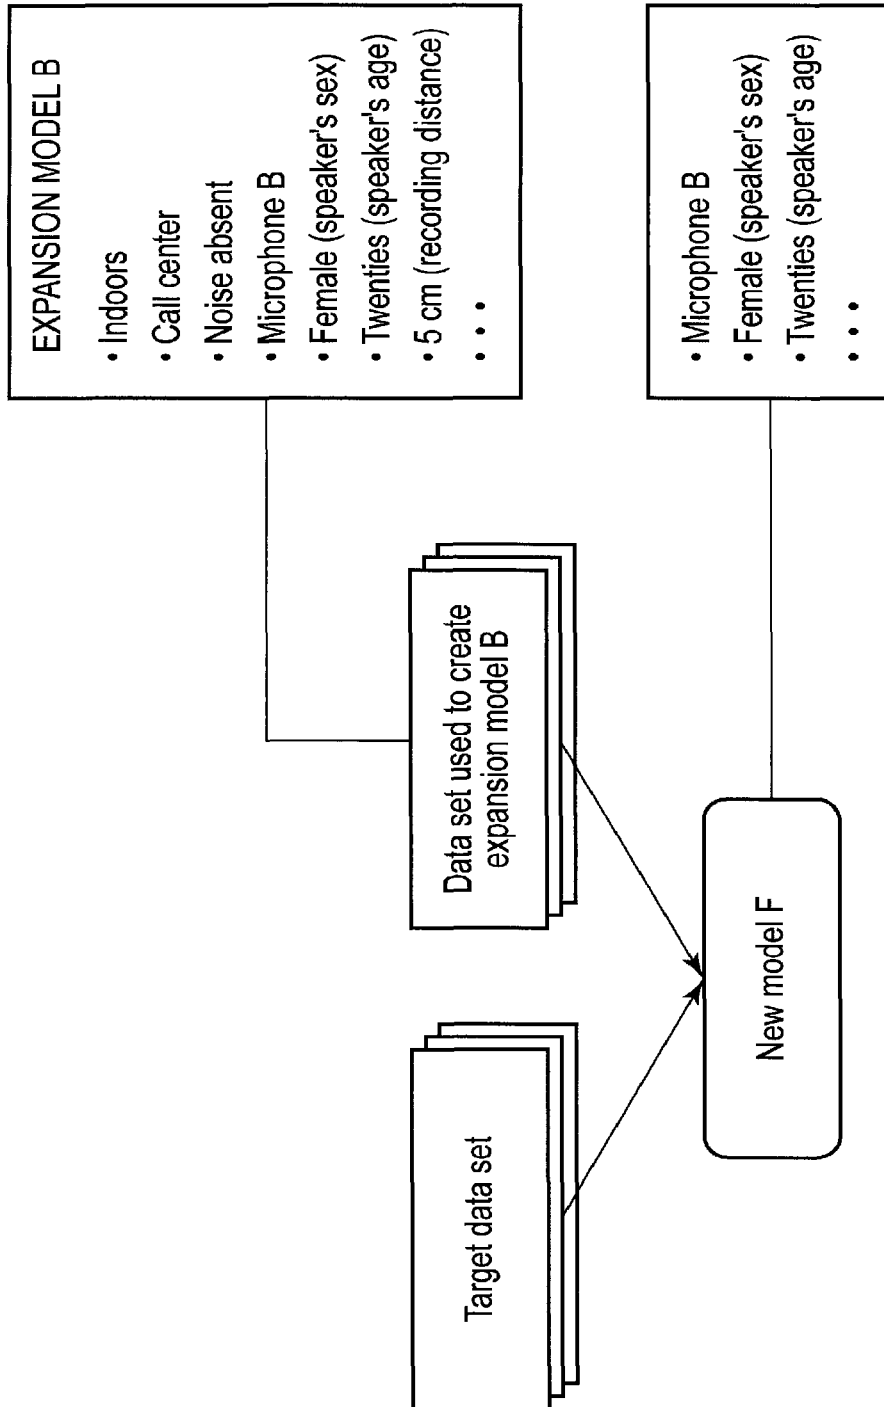 Target data set
Data set used to create
expansion model B
EXPANSION MODEL B
• Indoors
• Call center
• Noise absent
• Microphone B
• Female (speaker's sex)
• Twenties (speaker's age)
• 5 cm (recording distance)
• • •
New model F
• Microphone B
• Female (speaker's sex)
• Twenties (speaker's age)
• • •